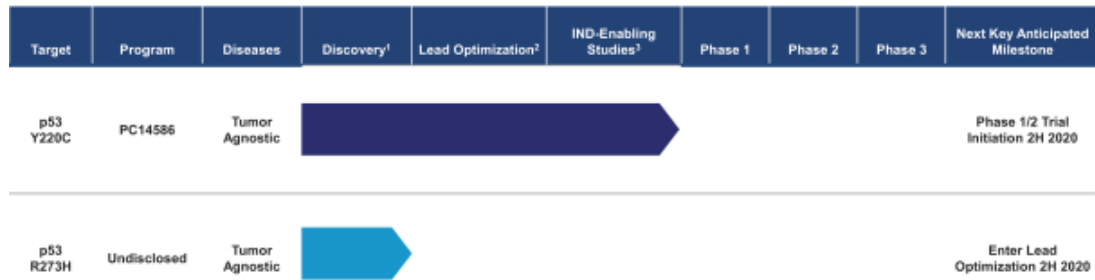 Target Program Diseases Discovery¹ Lead Optimization² IND-Enabling Studies³ Phase 1 Phase 2 Phase 3 Next Key Anticipated Milestone
p53 Y220C PC14586 Tumor Agnostic Phase 1/2 Trial Initiation 2H 2020
p53 R273H Undisclosed Tumor Agnostic Enter Lead Optimization 2H 2020